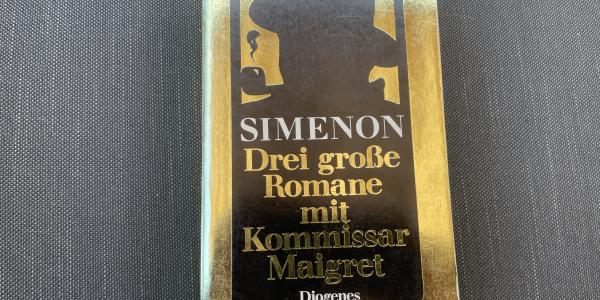 SIMENON
Drei große
Romane
mit
Kommissar
Maigret
Diogenes